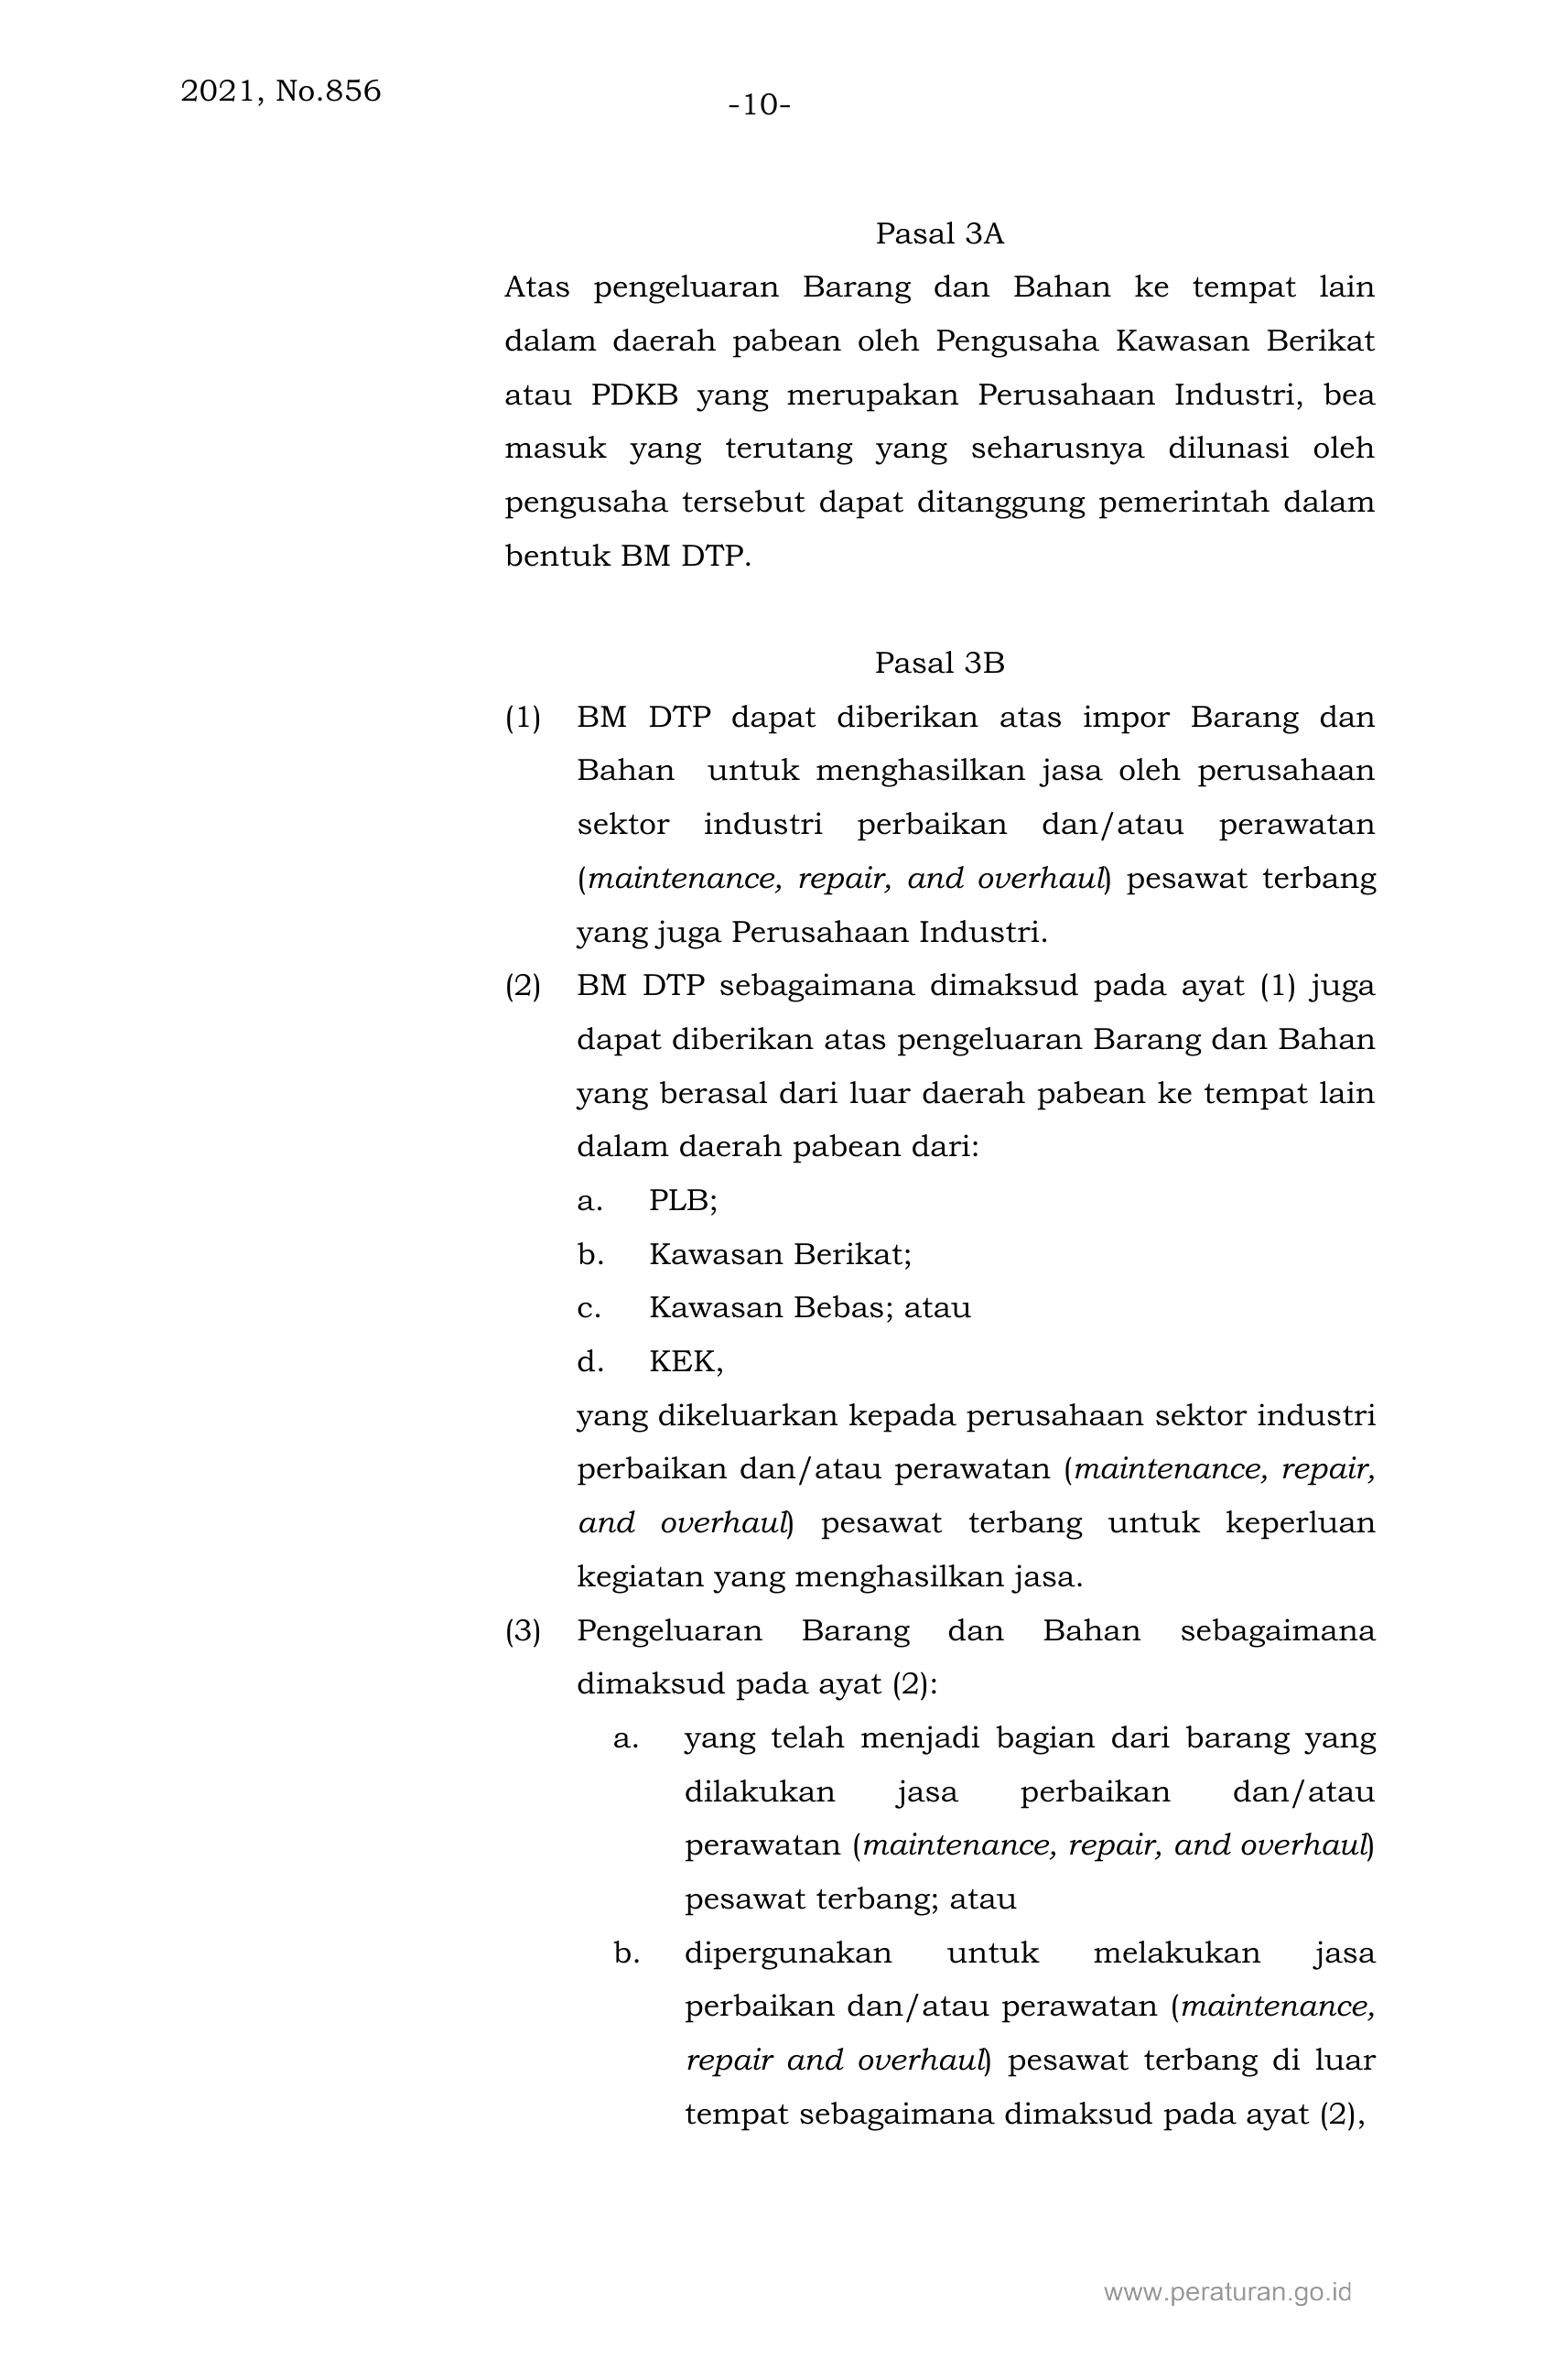 2021, No.856
-10-
Pasal 3A
Atas pengeluaran Barang dan Bahan ke tempat lain
dalam daerah pabean oleh Pengusaha Kawasan Berikat
atau PDKB yang merupakan Perusahaan Industri, bea
masuk yang terutang yang seharusnya dilunasi oleh
pengusaha tersebut dapat ditanggung pemerintah dalam
bentuk BM DTP.
Pasal 3B
(1) BM DTP dapat diberikan atas impor Barang dan
Bahan untuk menghasilkan jasa oleh perusahaan
sektor industri perbaikan dan/atau perawatan
(maintenance, repair, and overhaul) pesawat terbang
yang juga Perusahaan Industri.
(2) BM DTP sebagaimana dimaksud pada ayat (1) juga
dapat diberikan atas pengeluaran Barang dan Bahan
yang berasal dari luar daerah pabean ke tempat lain
dalam daerah pabean dari:
a. PLB;
b. Kawasan Berikat;
c. Kawasan Bebas; atau
d. KEK,
yang dikeluarkan kepada perusahaan sektor industri
perbaikan dan/atau perawatan (maintenance, repair,
and overhaul) pesawat terbang untuk keperluan
kegiatan yang menghasilkan jasa.
(3) Pengeluaran Barang dan Bahan sebagaimana
dimaksud pada ayat (2):
a. yang telah menjadi bagian dari barang yang
dilakukan jasa perbaikan dan/atau
perawatan (maintenance, repair, and overhaul)
pesawat terbang; atau
b. dipergunakan untuk melakukan jasa
perbaikan dan/atau perawatan (maintenance,
repair and overhaul) pesawat terbang di luar
tempat sebagaimana dimaksud pada ayat (2),
www.peraturan.go.id